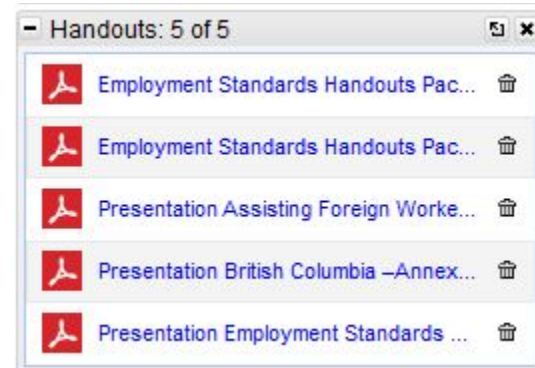 Handouts: 5 of 5
Employment Standards Handouts Pac...
Employment Standards Handouts Pac...
Presentation Assisting Foreign Worke...
Presentation British Columbia –Annex...
Presentation Employment Standards ...